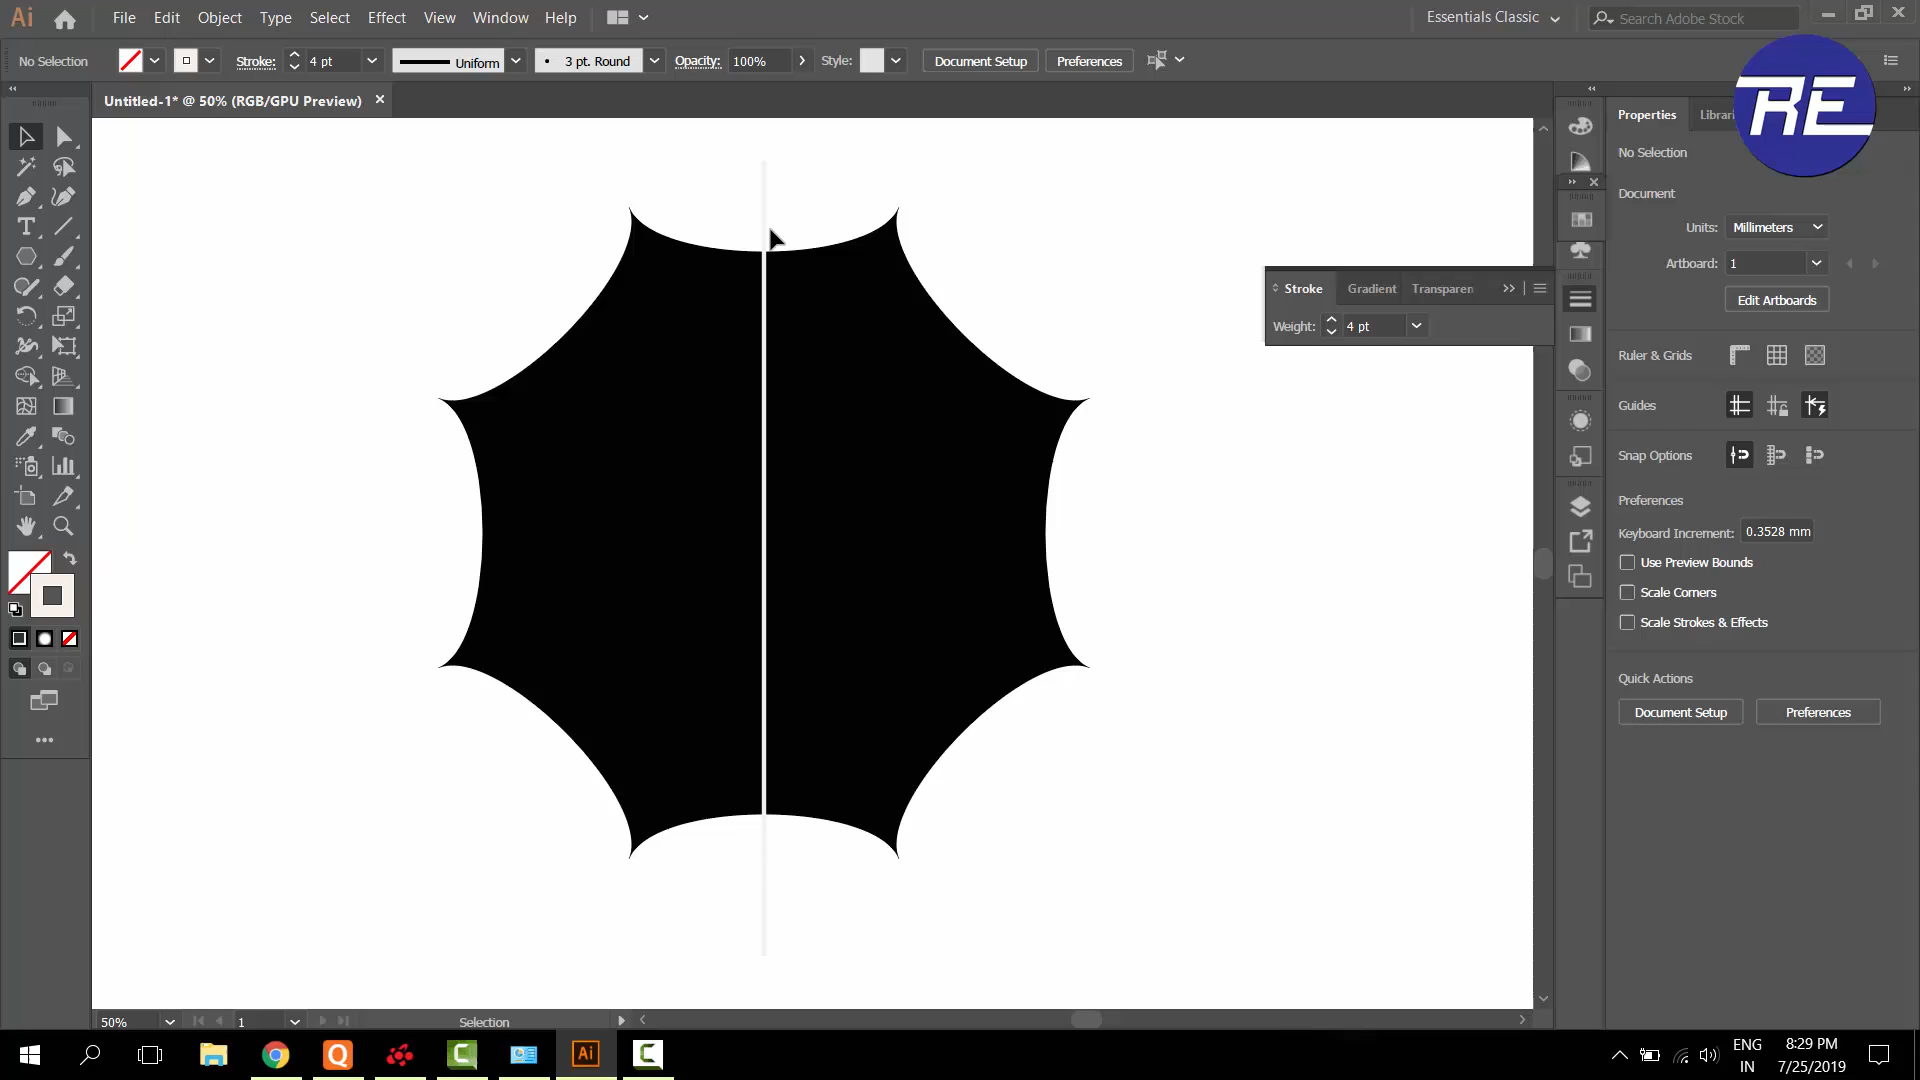 Ai File Edit Object Type Select Effect View Window Help Essentials Classic Search Adobe Stock
No Selection Stroke: 4 pt Uniform 3 pt. Round Opacity: 100% Style: Document Setup Preferences
RE
Untitled-1* @ 50% (RGB/GPU Preview)
Properties Librari
No Selection
Document
Units: Millimeters
Artboard: 1
Edit Artboards
Stroke Gradient Transparen
Weight: 4 pt
Ruler & Grids
Guides
Snap Options
Preferences
Keyboard Increment: 0.3528 mm
Use Preview Bounds
Scale Corners
Scale Strokes & Effects
Quick Actions
Document Setup Preferences
50% 1 Selection
ENG
IN
8:29 PM
7/25/2019